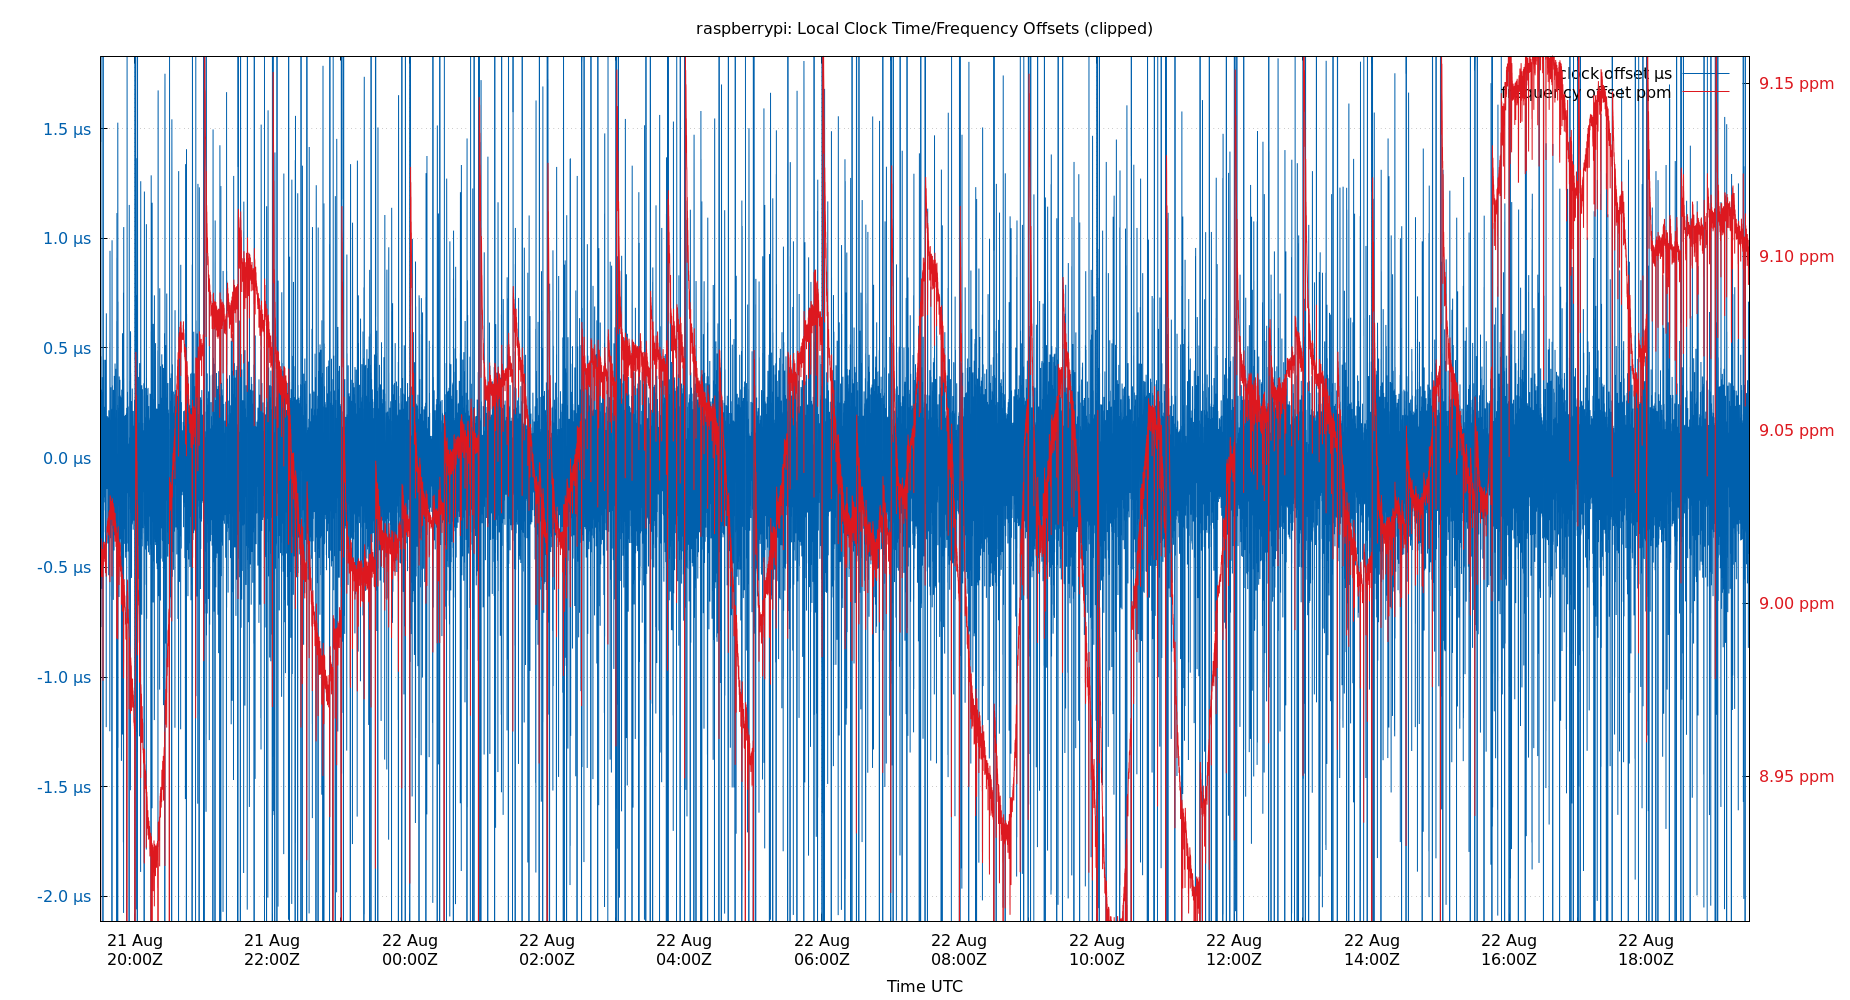 raspberrypi: Local Clock Time/Frequency Offsets (clipped)
clock offset µs
frequency offset ppm
1.5 µs
1.0 µs
0.5 µs
0.0 µs
-0.5 µs
-1.0 µs
-1.5 µs
-2.0 µs
9.15 ppm
9.10 ppm
9.05 ppm
9.00 ppm
8.95 ppm
21 Aug 21 Aug 22 Aug 22 Aug 22 Aug 22 Aug 22 Aug 22 Aug 22 Aug 22 Aug 22 Aug 22 Aug
20:00Z 22:00Z 00:00Z 02:00Z 04:00Z 06:00Z 08:00Z 10:00Z 12:00Z 14:00Z 16:00Z 18:00Z
Time UTC